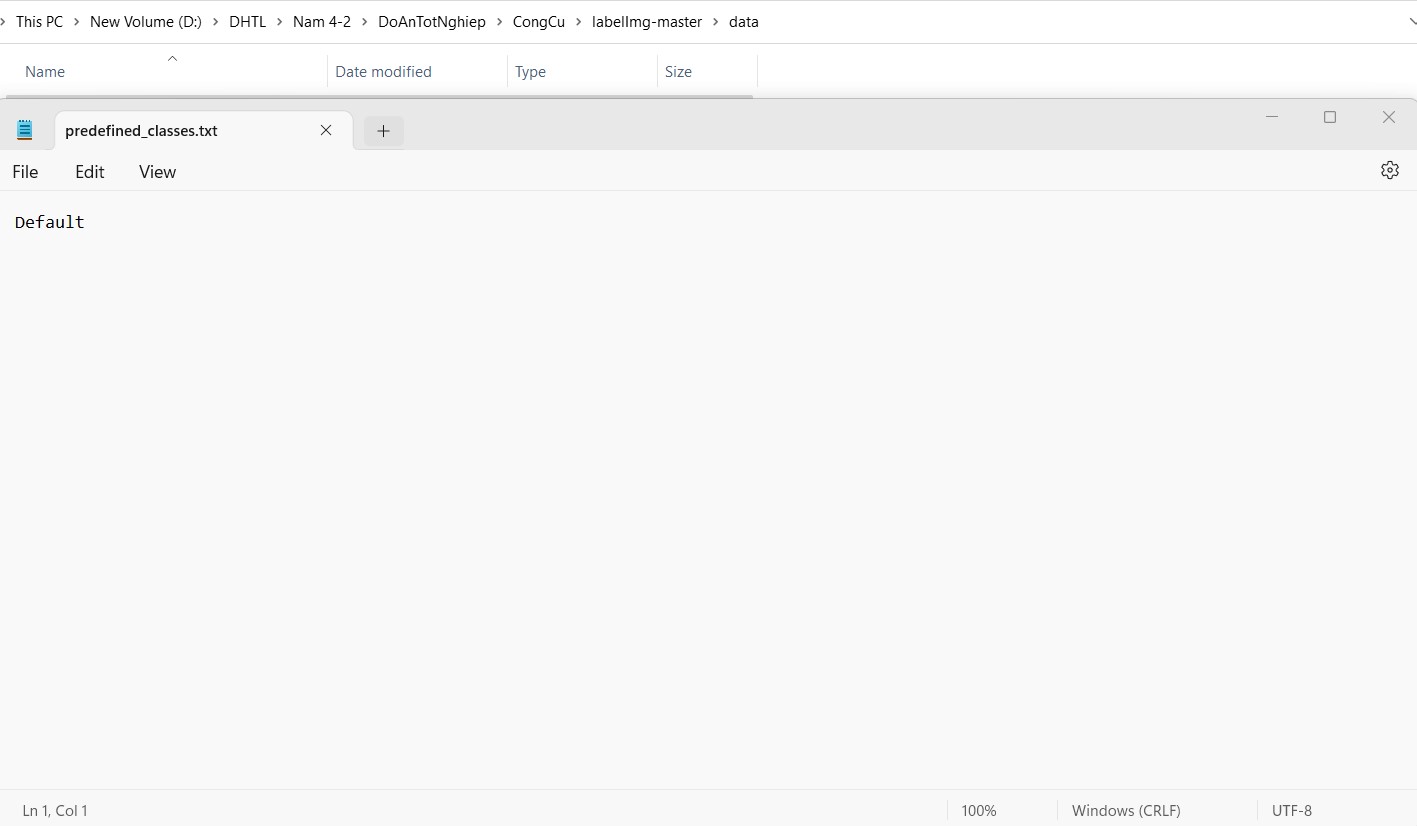 This PC > New Volume (D:) > DHTL > Nam 4-2 > DoAnTotNghiep > CongCu > labelImg-master > data
Name Date modified Type Size
predefined_classes.txt
File Edit View
Default
Ln 1, Col 1 100% Windows (CRLF) UTF-8